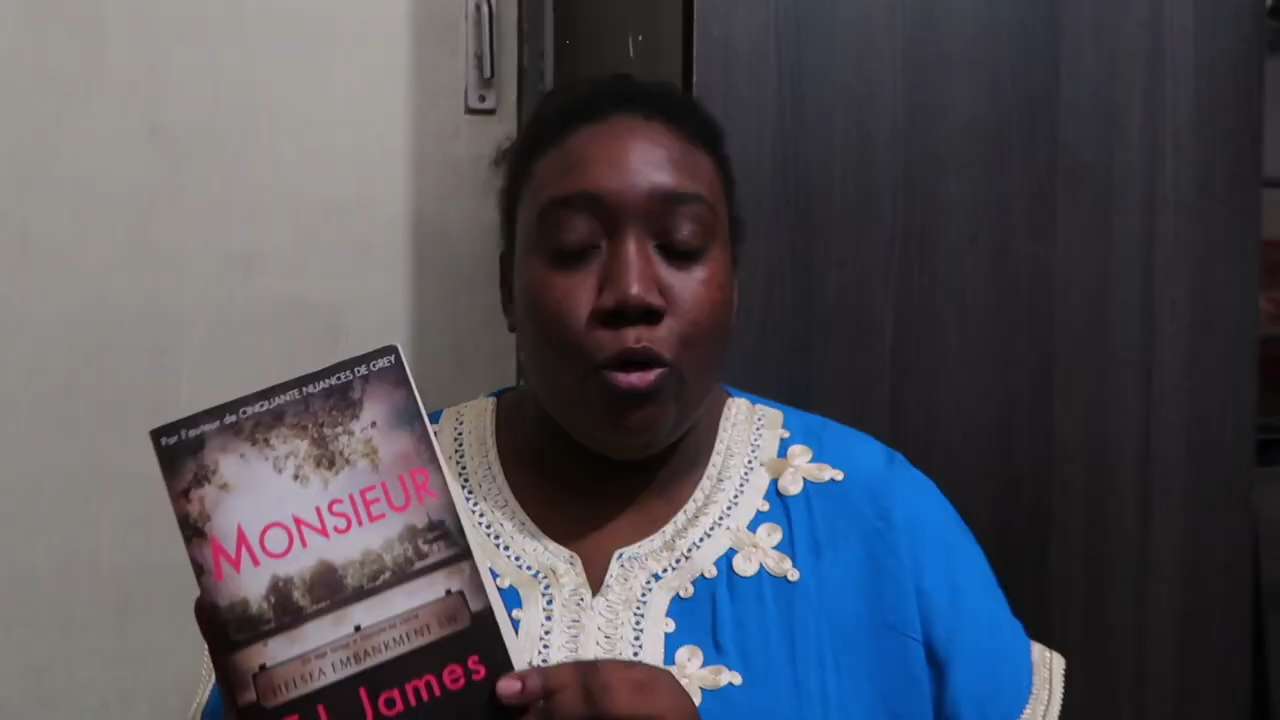 Par l'auteur de CINQUANTE NUANCES DE GREY
MONSIEUR
CHELSEA EMBANKMENT
James